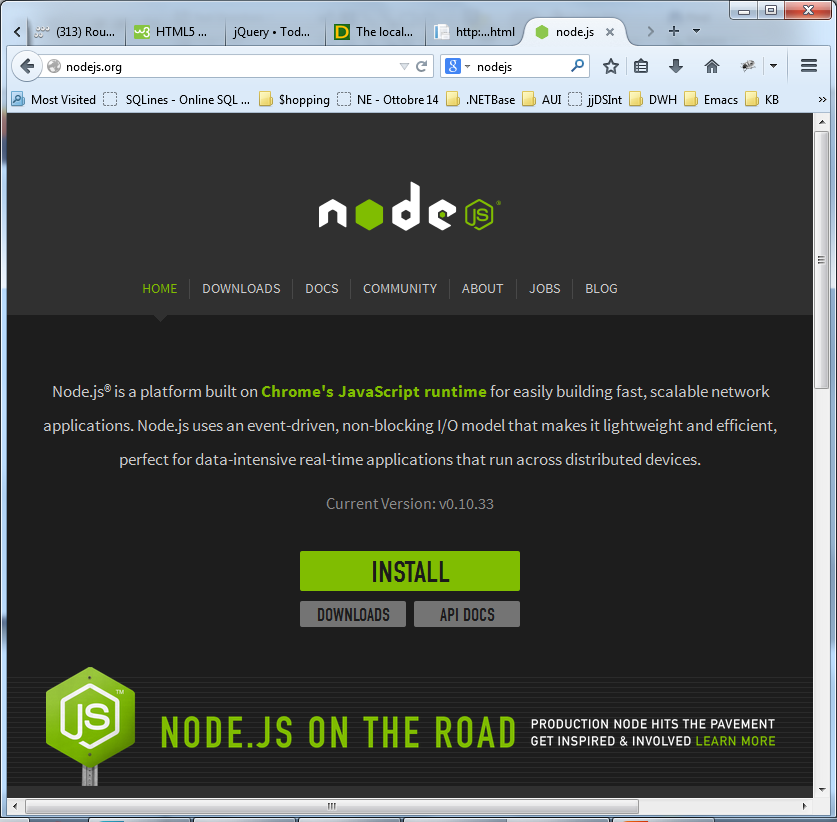 (313) Rou...
HTML5 ...
jQuery • Tod...
The local...
http:...html
node.js
nodejs.org
nodejs
Most Visited
SQLines - Online SQL ...
$hopping
NE - Ottobre 14
.NETBase
AUI
jjDSInt
DWH
Emacs
KB
»
node JS ®
HOME
DOWNLOADS
DOCS
COMMUNITY
ABOUT
JOBS
BLOG
Node.js® is a platform built on Chrome's JavaScript runtime for easily building fast, scalable network
applications. Node.js uses an event-driven, non-blocking I/O model that makes it lightweight and efficient,
perfect for data-intensive real-time applications that run across distributed devices.
Current Version: v0.10.33
INSTALL
DOWNLOADS
API DOCS
JS ™
NODE.JS ON THE ROAD
PRODUCTION NODE HITS THE PAVEMENT
GET INSPIRED & INVOLVED LEARN MORE